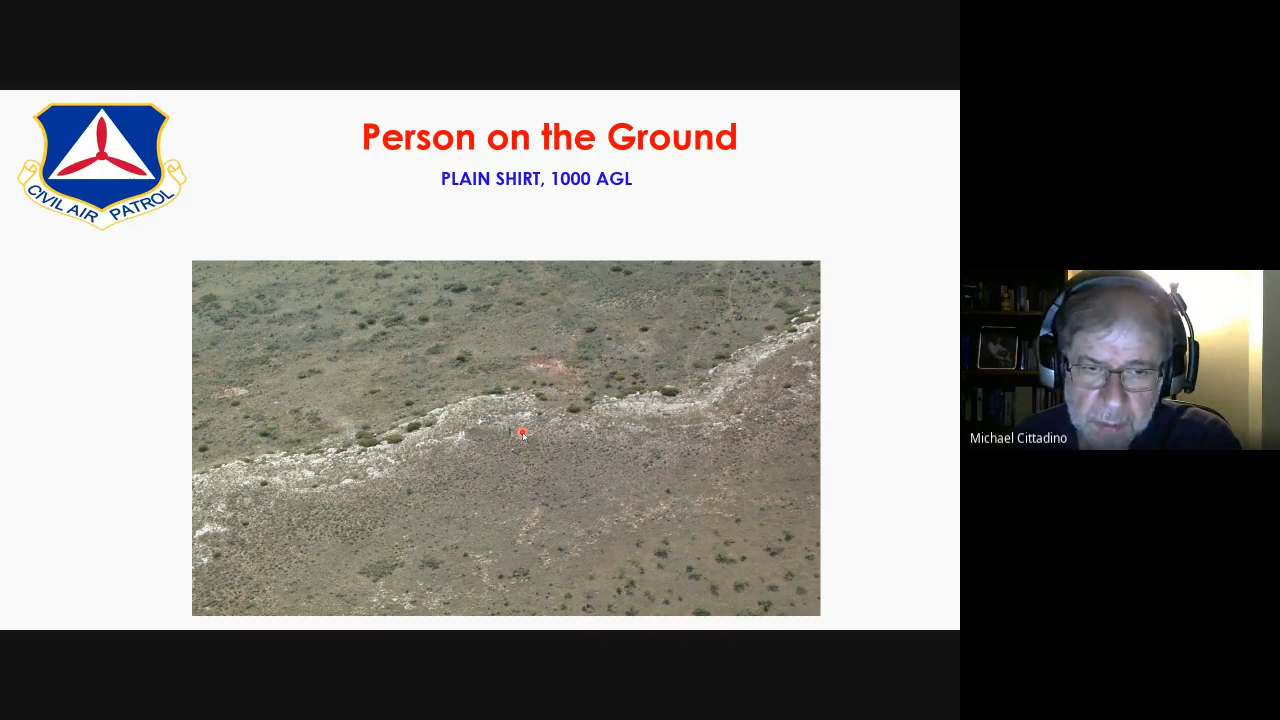 Person on the Ground
PLAIN SHIRT, 1000 AGL
CIVIL AIR PATROL
Michael Cittadino